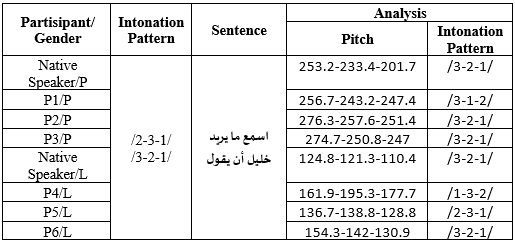 Partisipant/ Gender | Intonation Pattern | Sentence | Analysis
Pitch | Intonation Pattern
Native Speaker/P | /2-3-1/ /3-2-1/ | اسمع ما يريد خليل أن يقول | 253.2-233.4-201.7 | /3-2-1/
P1/P | 256.7-243.2-247.4 | /3-1-2/
P2/P | 276.3-257.6-251.4 | /3-2-1/
P3/P | 274.7-250.8-247 | /3-2-1/
Native Speaker/L | 124.8-121.3-110.4 | /3-2-1/
P4/L | 161.9-195.3-177.7 | /1-3-2/
P5/L | 136.7-138.8-128.8 | /2-3-1/
P6/L | 154.3-142-130.9 | /3-2-1/